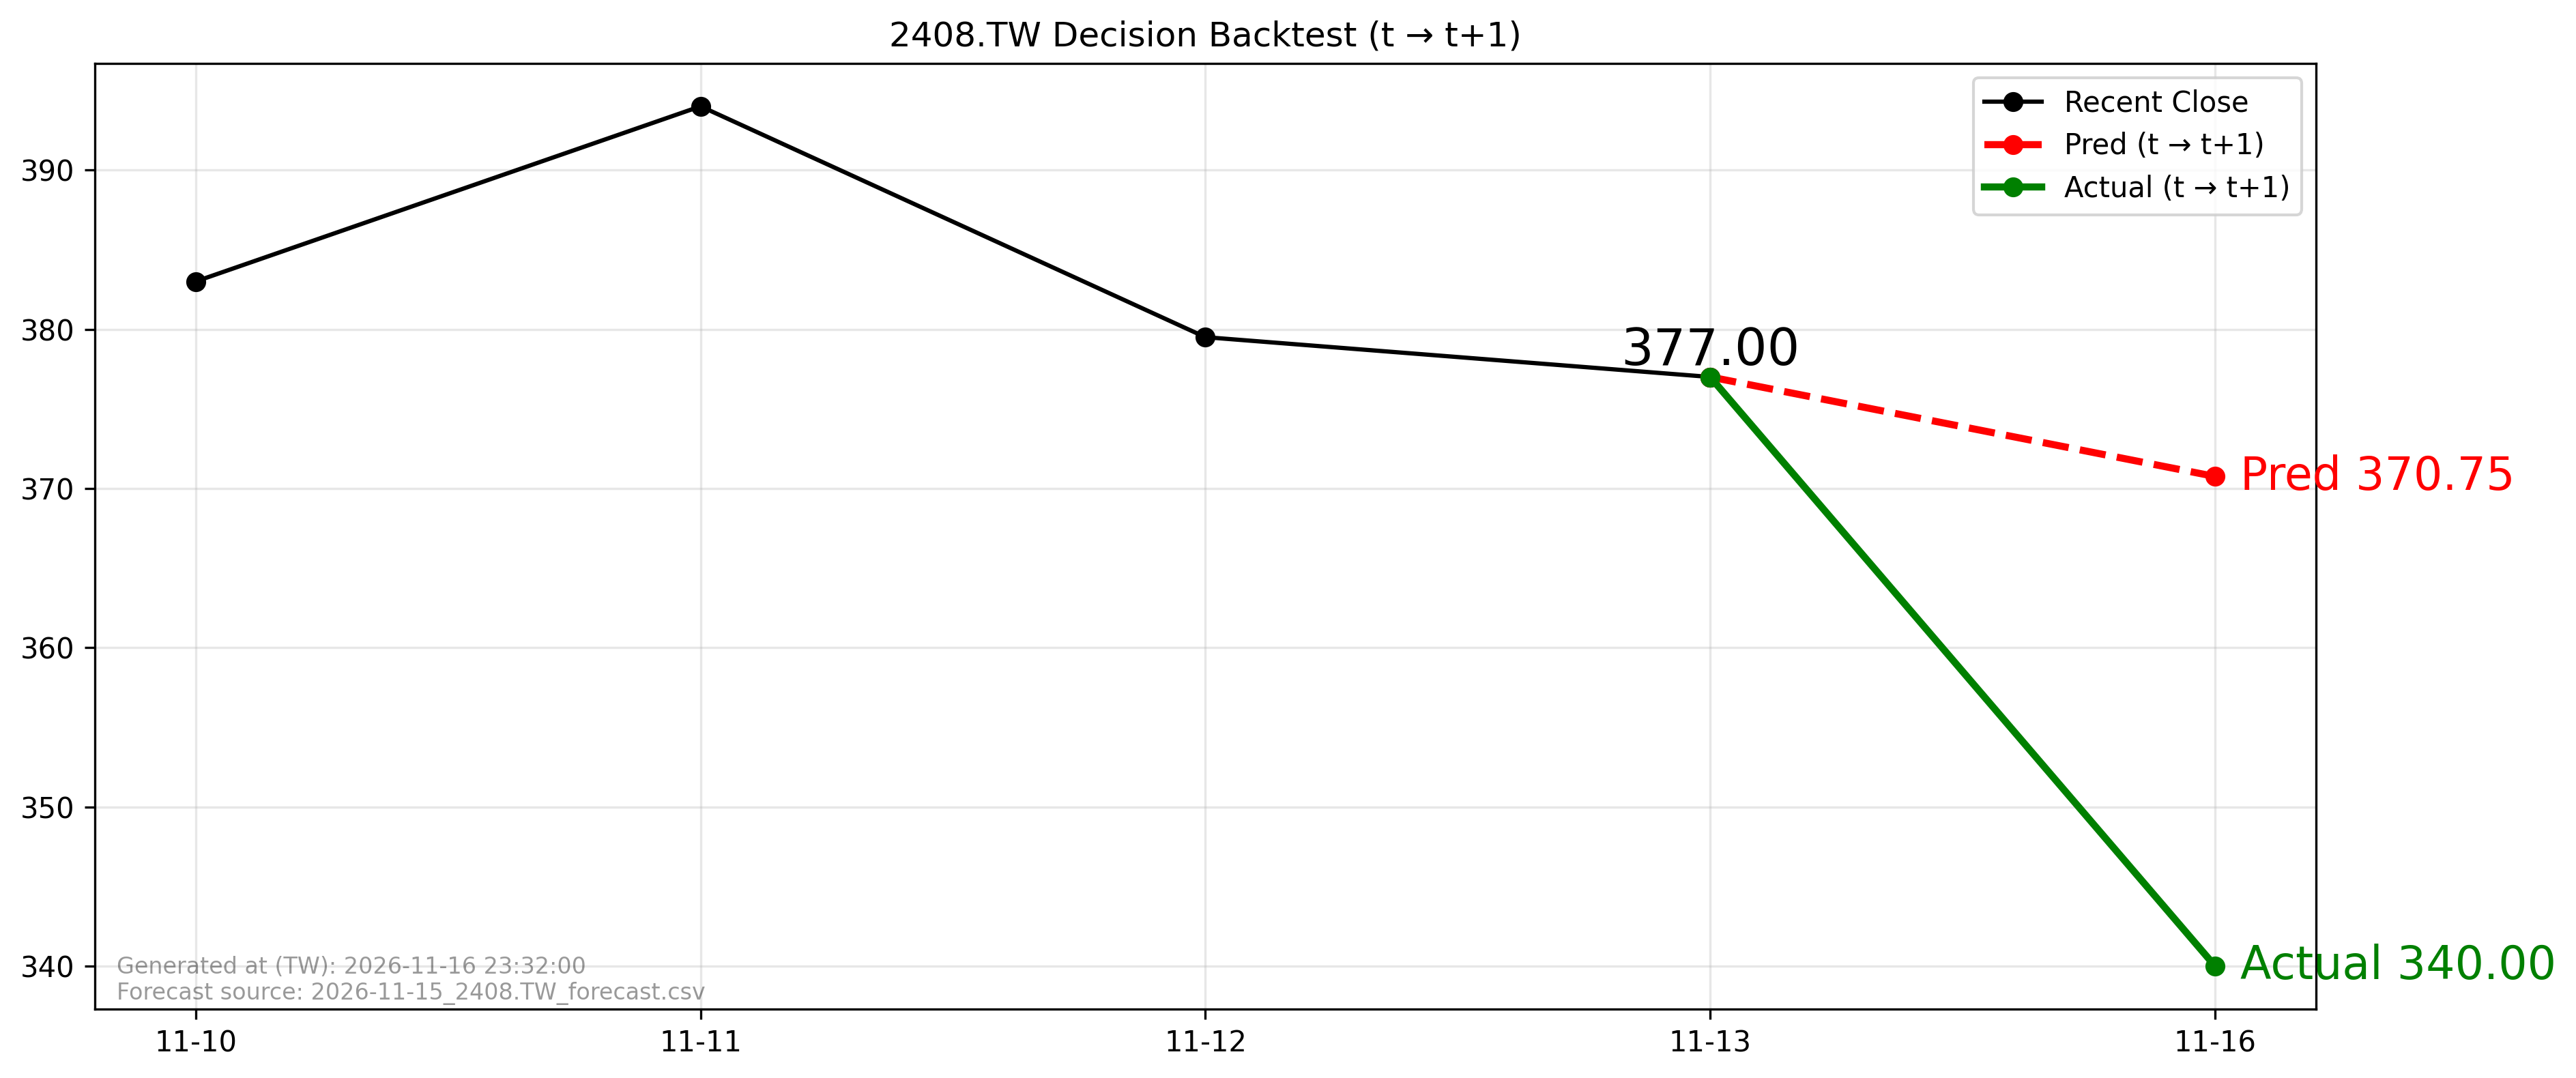 2408.TW Decision Backtest (t → t+1)
Recent Close
Pred (t → t+1)
Actual (t → t+1)
390
380
370
360
350
340
377.00
Pred 370.75
Actual 340.00
Generated at (TW): 2026-11-16 23:32:00
Forecast source: 2026-11-15_2408.TW_forecast.csv
11-10
11-11
11-12
11-13
11-16